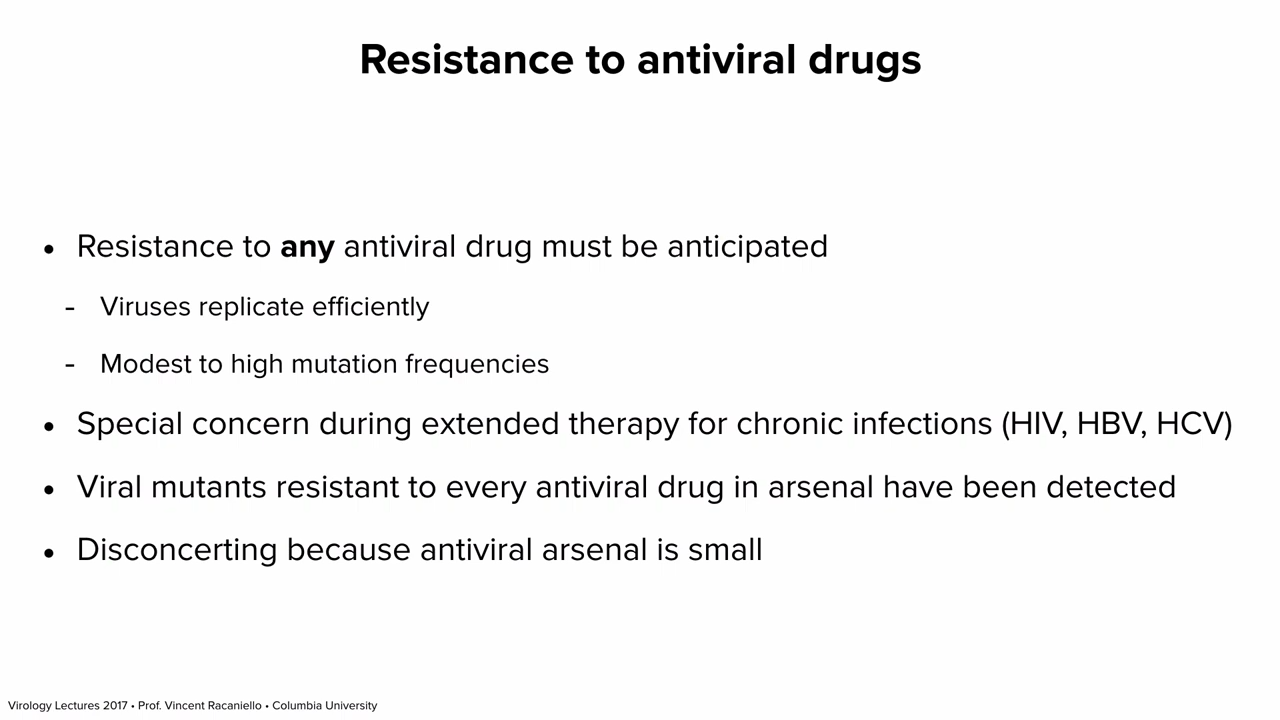 Resistance to antiviral drugs
• Resistance to any antiviral drug must be anticipated
- Viruses replicate efficiently
- Modest to high mutation frequencies
• Special concern during extended therapy for chronic infections (HIV, HBV, HCV)
• Viral mutants resistant to every antiviral drug in arsenal have been detected
• Disconcerting because antiviral arsenal is small
Virology Lectures 2017 • Prof. Vincent Racaniello • Columbia University